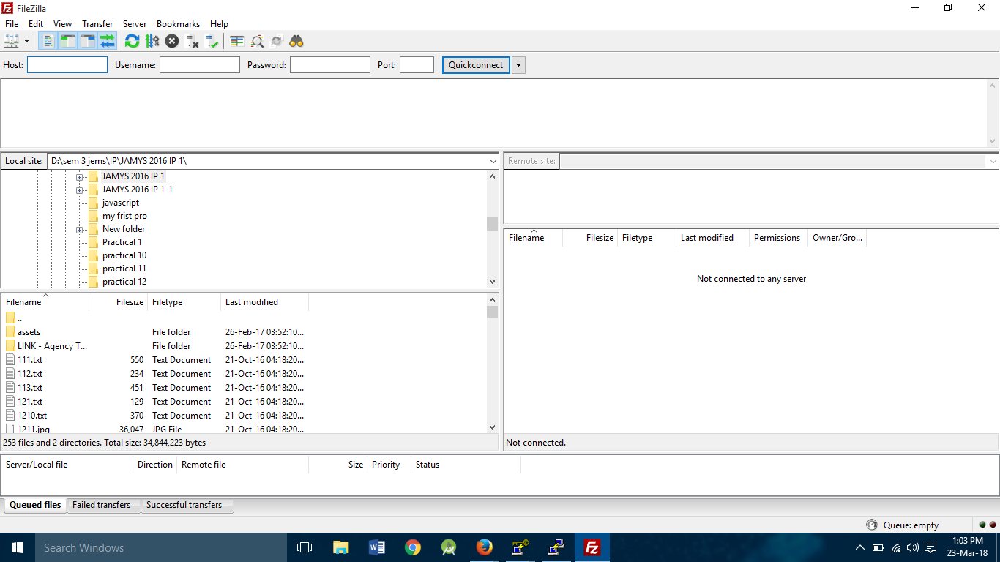 FileZilla
File Edit View Transfer Server Bookmarks Help
Host: Username: Password: Port: Quickconnect
Local site: D:\sem 3 jems\IP\JAMYS 2016 IP 1\
JAMYS 2016 IP 1
JAMYS 2016 IP 1-1
javascript
my frist pro
New folder
Practical 1
practical 10
practical 11
practical 12
Filename Filesize Filetype Last modified
..
assets File folder 26-Feb-17 03:52:10...
LINK - Agency T... File folder 26-Feb-17 03:52:10...
111.txt 550 Text Document 21-Oct-16 04:18:20...
112.txt 234 Text Document 21-Oct-16 04:18:20...
113.txt 451 Text Document 21-Oct-16 04:18:20...
121.txt 129 Text Document 21-Oct-16 04:18:20...
1210.txt 370 Text Document 21-Oct-16 04:18:20...
1211.jpg 36,047 JPG File 21-Oct-16 04:18:20...
253 files and 2 directories. Total size: 34,844,223 bytes
Remote site:
Filename Filesize Filetype Last modified Permissions Owner/Gro...
Not connected to any server
Not connected.
Server/Local file Direction Remote file Size Priority Status
Queued files Failed transfers Successful transfers
Queue: empty
Search Windows
1:03 PM
23-Mar-18